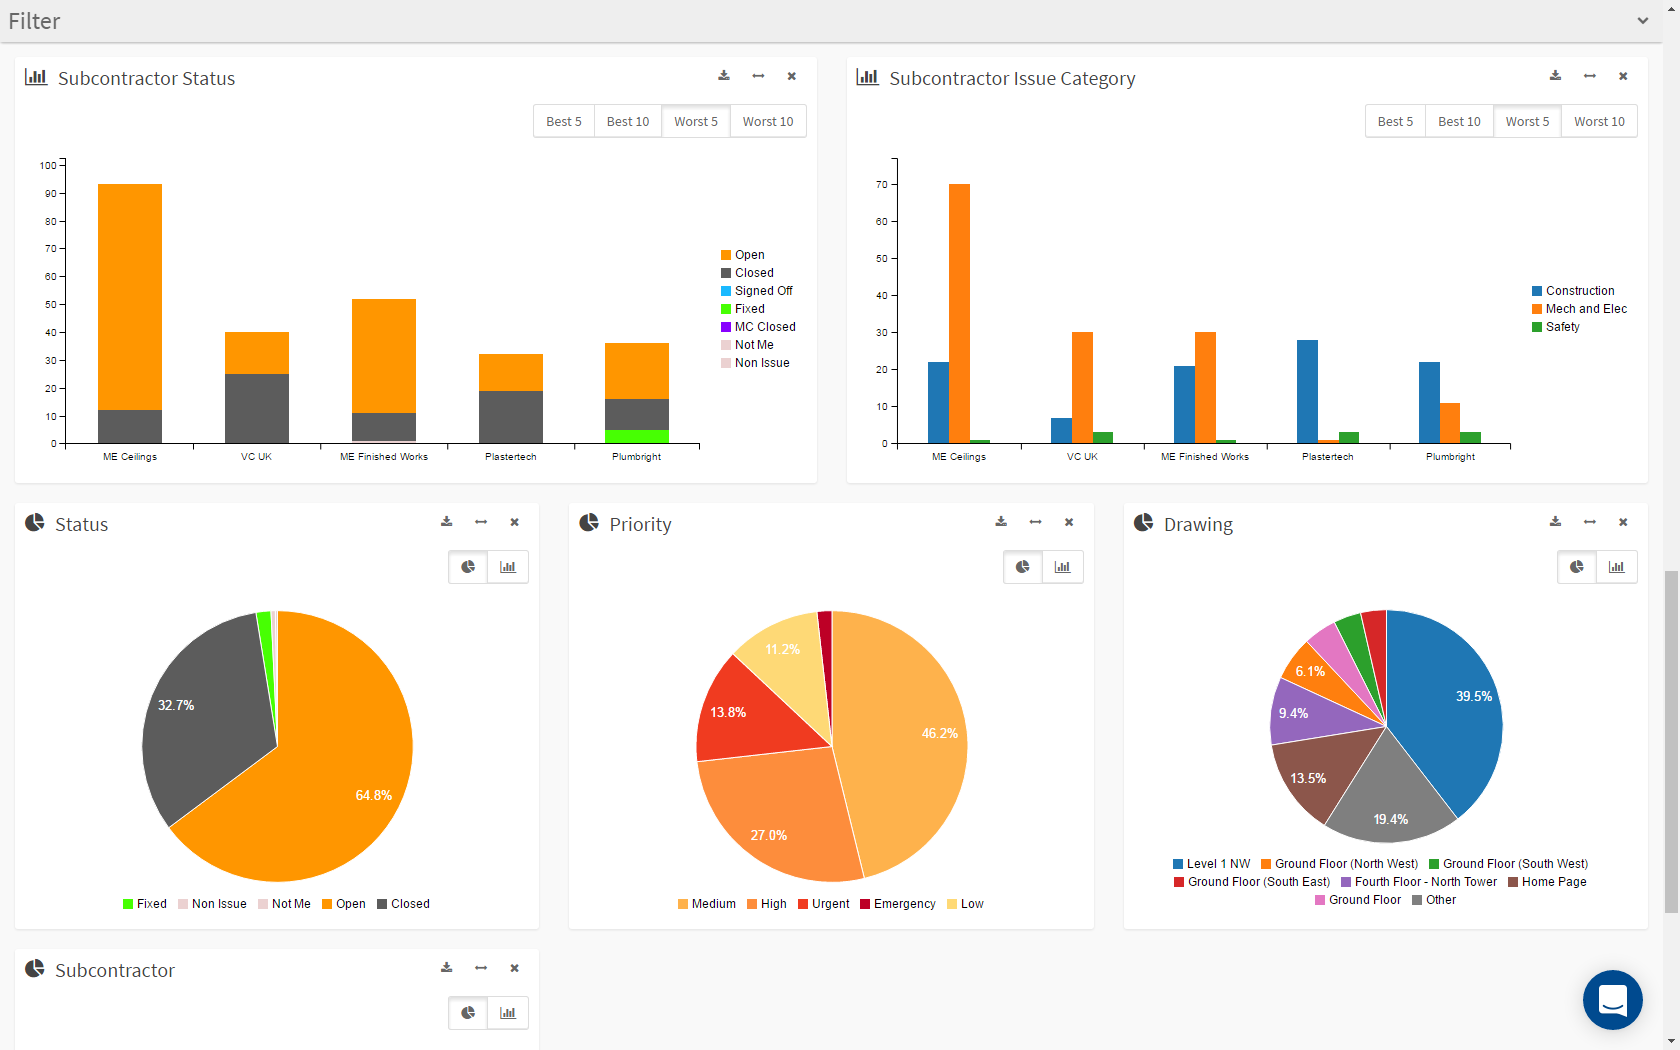 Filter
Subcontractor Status
Best 5 Best 10 Worst 5 Worst 10
100
90
80
70
60
50
40
30
20
10
0
ME Ceilings VC UK ME Finished Works Plastertech Plumbright
Open
Closed
Signed Off
Fixed
MC Closed
Not Me
Non Issue
Subcontractor Issue Category
Best 5 Best 10 Worst 5 Worst 10
70
60
50
40
30
20
10
0
ME Ceilings VC UK ME Finished Works Plastertech Plumbright
Construction
Mech and Elec
Safety
Status
32.7%
64.8%
Fixed Non Issue Not Me Open Closed
Priority
11.2%
13.8%
46.2%
27.0%
Medium High Urgent Emergency Low
Drawing
6.1%
39.5%
9.4%
13.5%
19.4%
Level 1 NW Ground Floor (North West) Ground Floor (South West)
Ground Floor (South East) Fourth Floor - North Tower Home Page
Ground Floor Other
Subcontractor